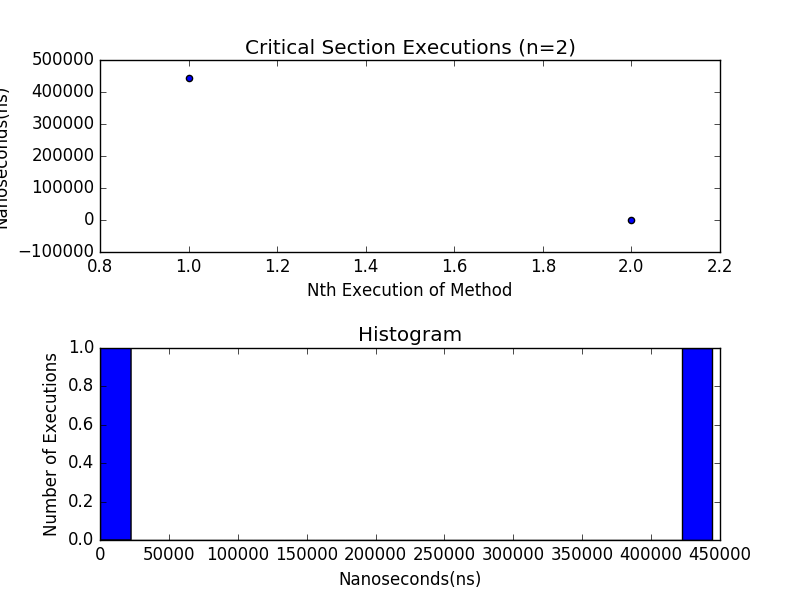 Critical Section Executions (n=2)
500000
400000
300000
200000
100000
0
−100000
Nanoseconds(ns)
0.8 1.0 1.2 1.4 1.6 1.8 2.0 2.2
Nth Execution of Method
Histogram
1.0
0.8
0.6
0.4
0.2
0.0
Number of Executions
0 50000 100000 150000 200000 250000 300000 350000 400000 450000
Nanoseconds(ns)